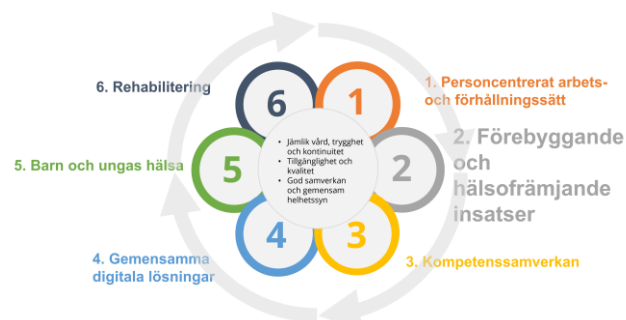 6. Rehabilitering
1. Personcentrerat arbets-
och förhållningssätt
6
1
• Jämlik vård, trygghet
och kontinuitet
• Tillgänglighet och
kvalitet
• God samverkan
och gemensam
helhetssyn
2. Förebyggande
och
hälsofrämjande
insatser
5. Barn och ungas hälsa
5
2
4
3
4. Gemensamma
digitala lösningar
3. Kompetenssamverkan